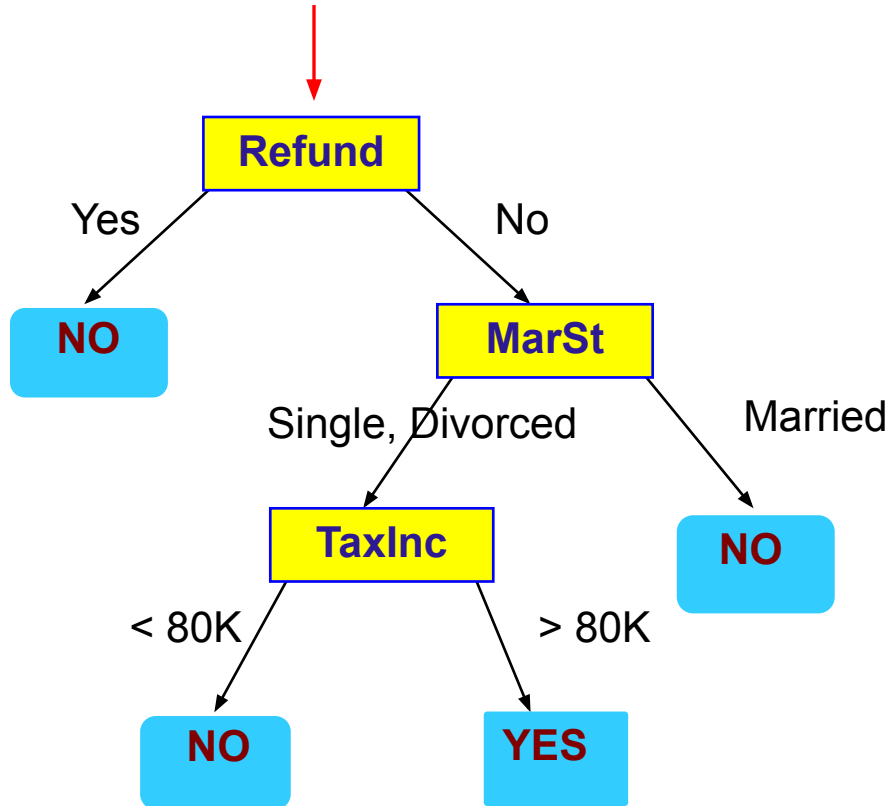 Refund
Yes
No
NO
MarSt
Single, Divorced
Married
TaxInc
NO
< 80K
> 80K
NO
YES